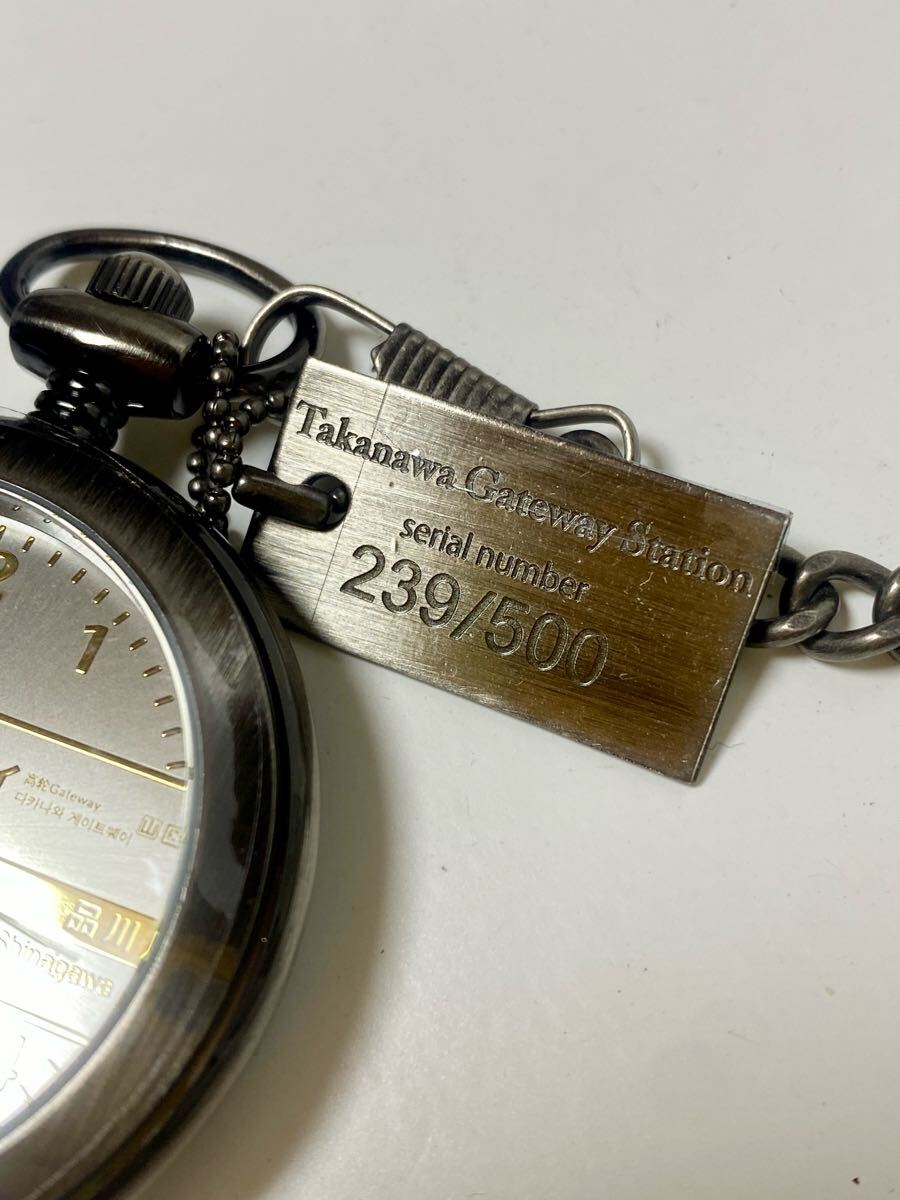 Takanawa Gateway Station
serial number
239/500
1
高轮Gateway
다카나와 게이트웨이
品川
Shinagawa